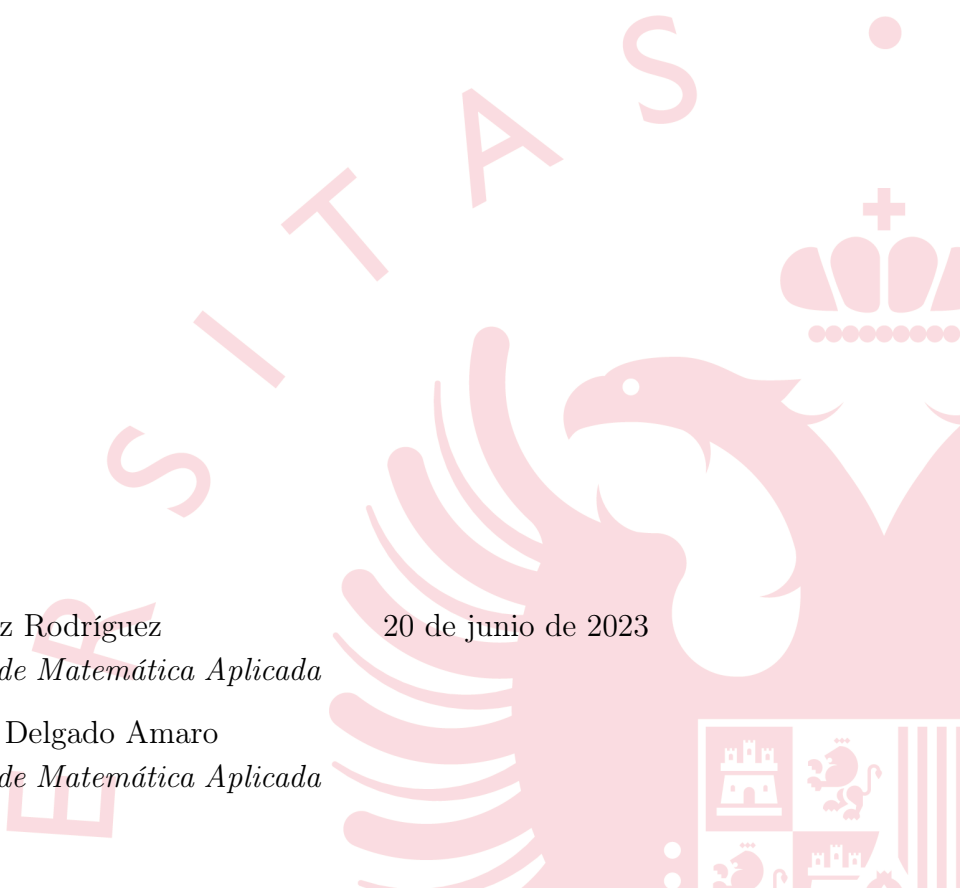 E R S I T A S ·
z Rodríguez
20 de junio de 2023
de Matemática Aplicada
Delgado Amaro
de Matemática Aplicada